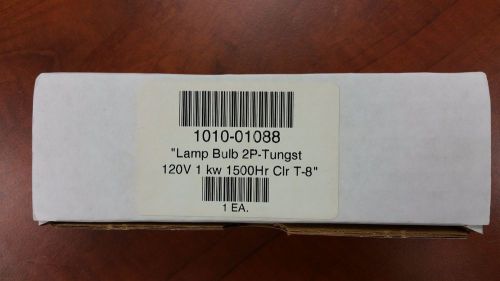 1010-01088
"Lamp Bulb 2P-Tungst
120V 1 kw 1500Hr Clr T-8"
1 EA.